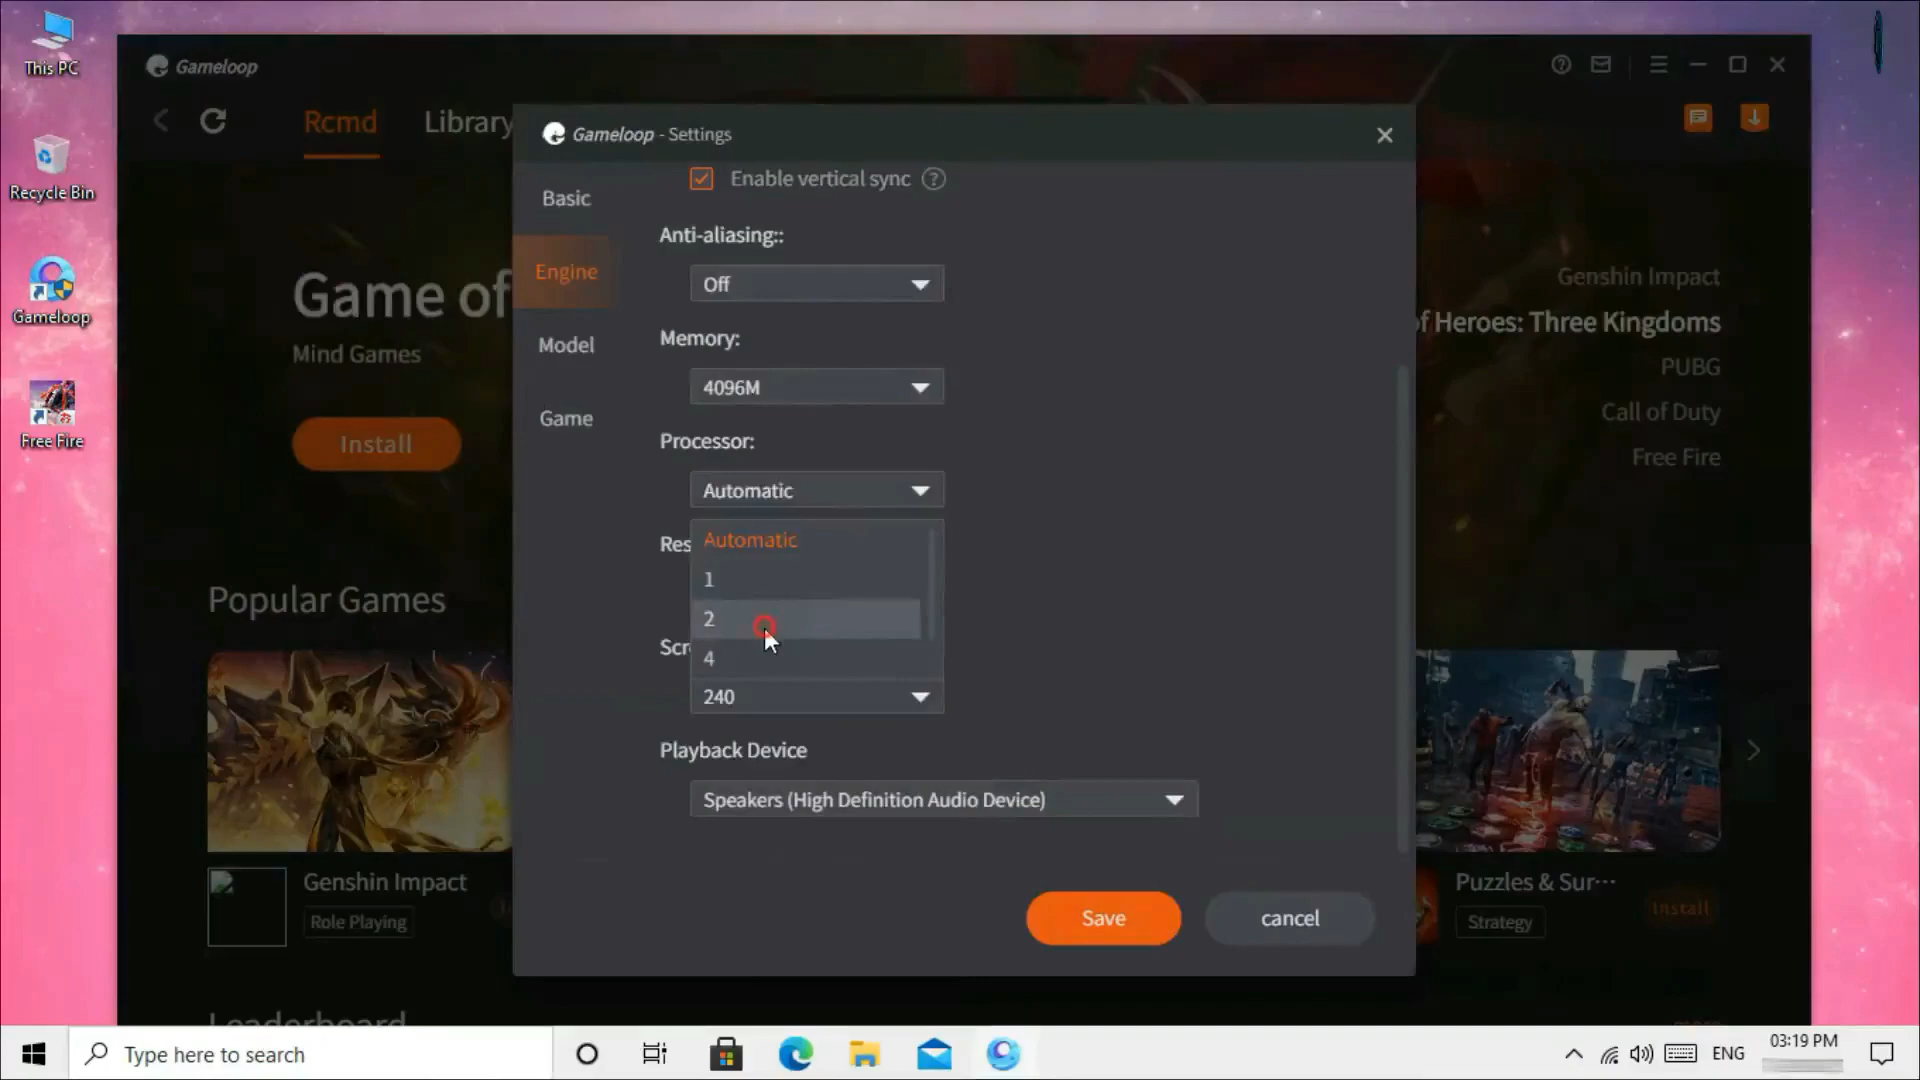 This PC
Recycle Bin
Gameloop
Free Fire
Gameloop
Rcmd
Library
Game of
Mind Games
Install
Genshin Impact
of Heroes: Three Kingdoms
PUBG
Call of Duty
Free Fire
Popular Games
Genshin Impact
Role Playing
Puzzles & Sur···
Strategy
Install
Leaderboard
Gameloop - Settings
Basic
Engine
Model
Game
Enable vertical sync ?
Anti-aliasing::
Off
Memory:
4096M
Processor:
Automatic
Automatic
Res
1
2
Scr
4
240
Playback Device
Speakers (High Definition Audio Device)
Save
cancel
Type here to search
ENG
03:19 PM